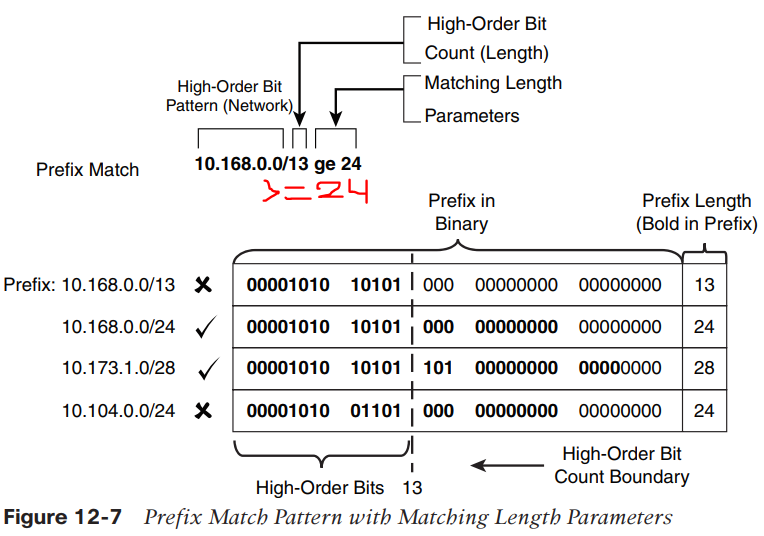 High-Order Bit
Count (Length)
High-Order Bit
Pattern (Network)
Matching Length
Parameters
Prefix Match
10.168.0.0/13 ge 24
>=24
Prefix in
Binary
Prefix Length
(Bold in Prefix)
Prefix: 10.168.0.0/13 ✘ 00001010 10101 000 00000000 00000000 13
10.168.0.0/24 ✓ 00001010 10101 000 00000000 00000000 24
10.173.1.0/28 ✓ 00001010 10101 101 00000000 00000000 28
10.104.0.0/24 ✘ 00001010 01101 000 00000000 00000000 24
High-Order Bits 13
High-Order Bit
Count Boundary
Figure 12-7 Prefix Match Pattern with Matching Length Parameters